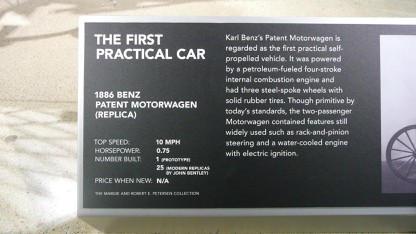 THE FIRST
PRACTICAL CAR
1886 BENZ
PATENT MOTORWAGEN
(REPLICA)
TOP SPEED: 10 MPH
HORSEPOWER: 0.75
NUMBER BUILT: 1 (PROTOTYPE)
25 (MODERN REPLICAS
BY JOHN BENTLEY)
PRICE WHEN NEW: N/A
THE MARGIE AND ROBERT E. PETERSEN COLLECTION
Karl Benz's Patent Motorwagen is
regarded as the first practical self-
propelled vehicle. It was powered
by a petroleum-fueled four-stroke
internal combustion engine and
had three steel-spoke wheels with
solid rubber tires. Though primitive by
today's standards, the two-passenger
Motorwagen contained features still
widely used such as rack-and-pinion
steering and a water-cooled engine
with electric ignition.